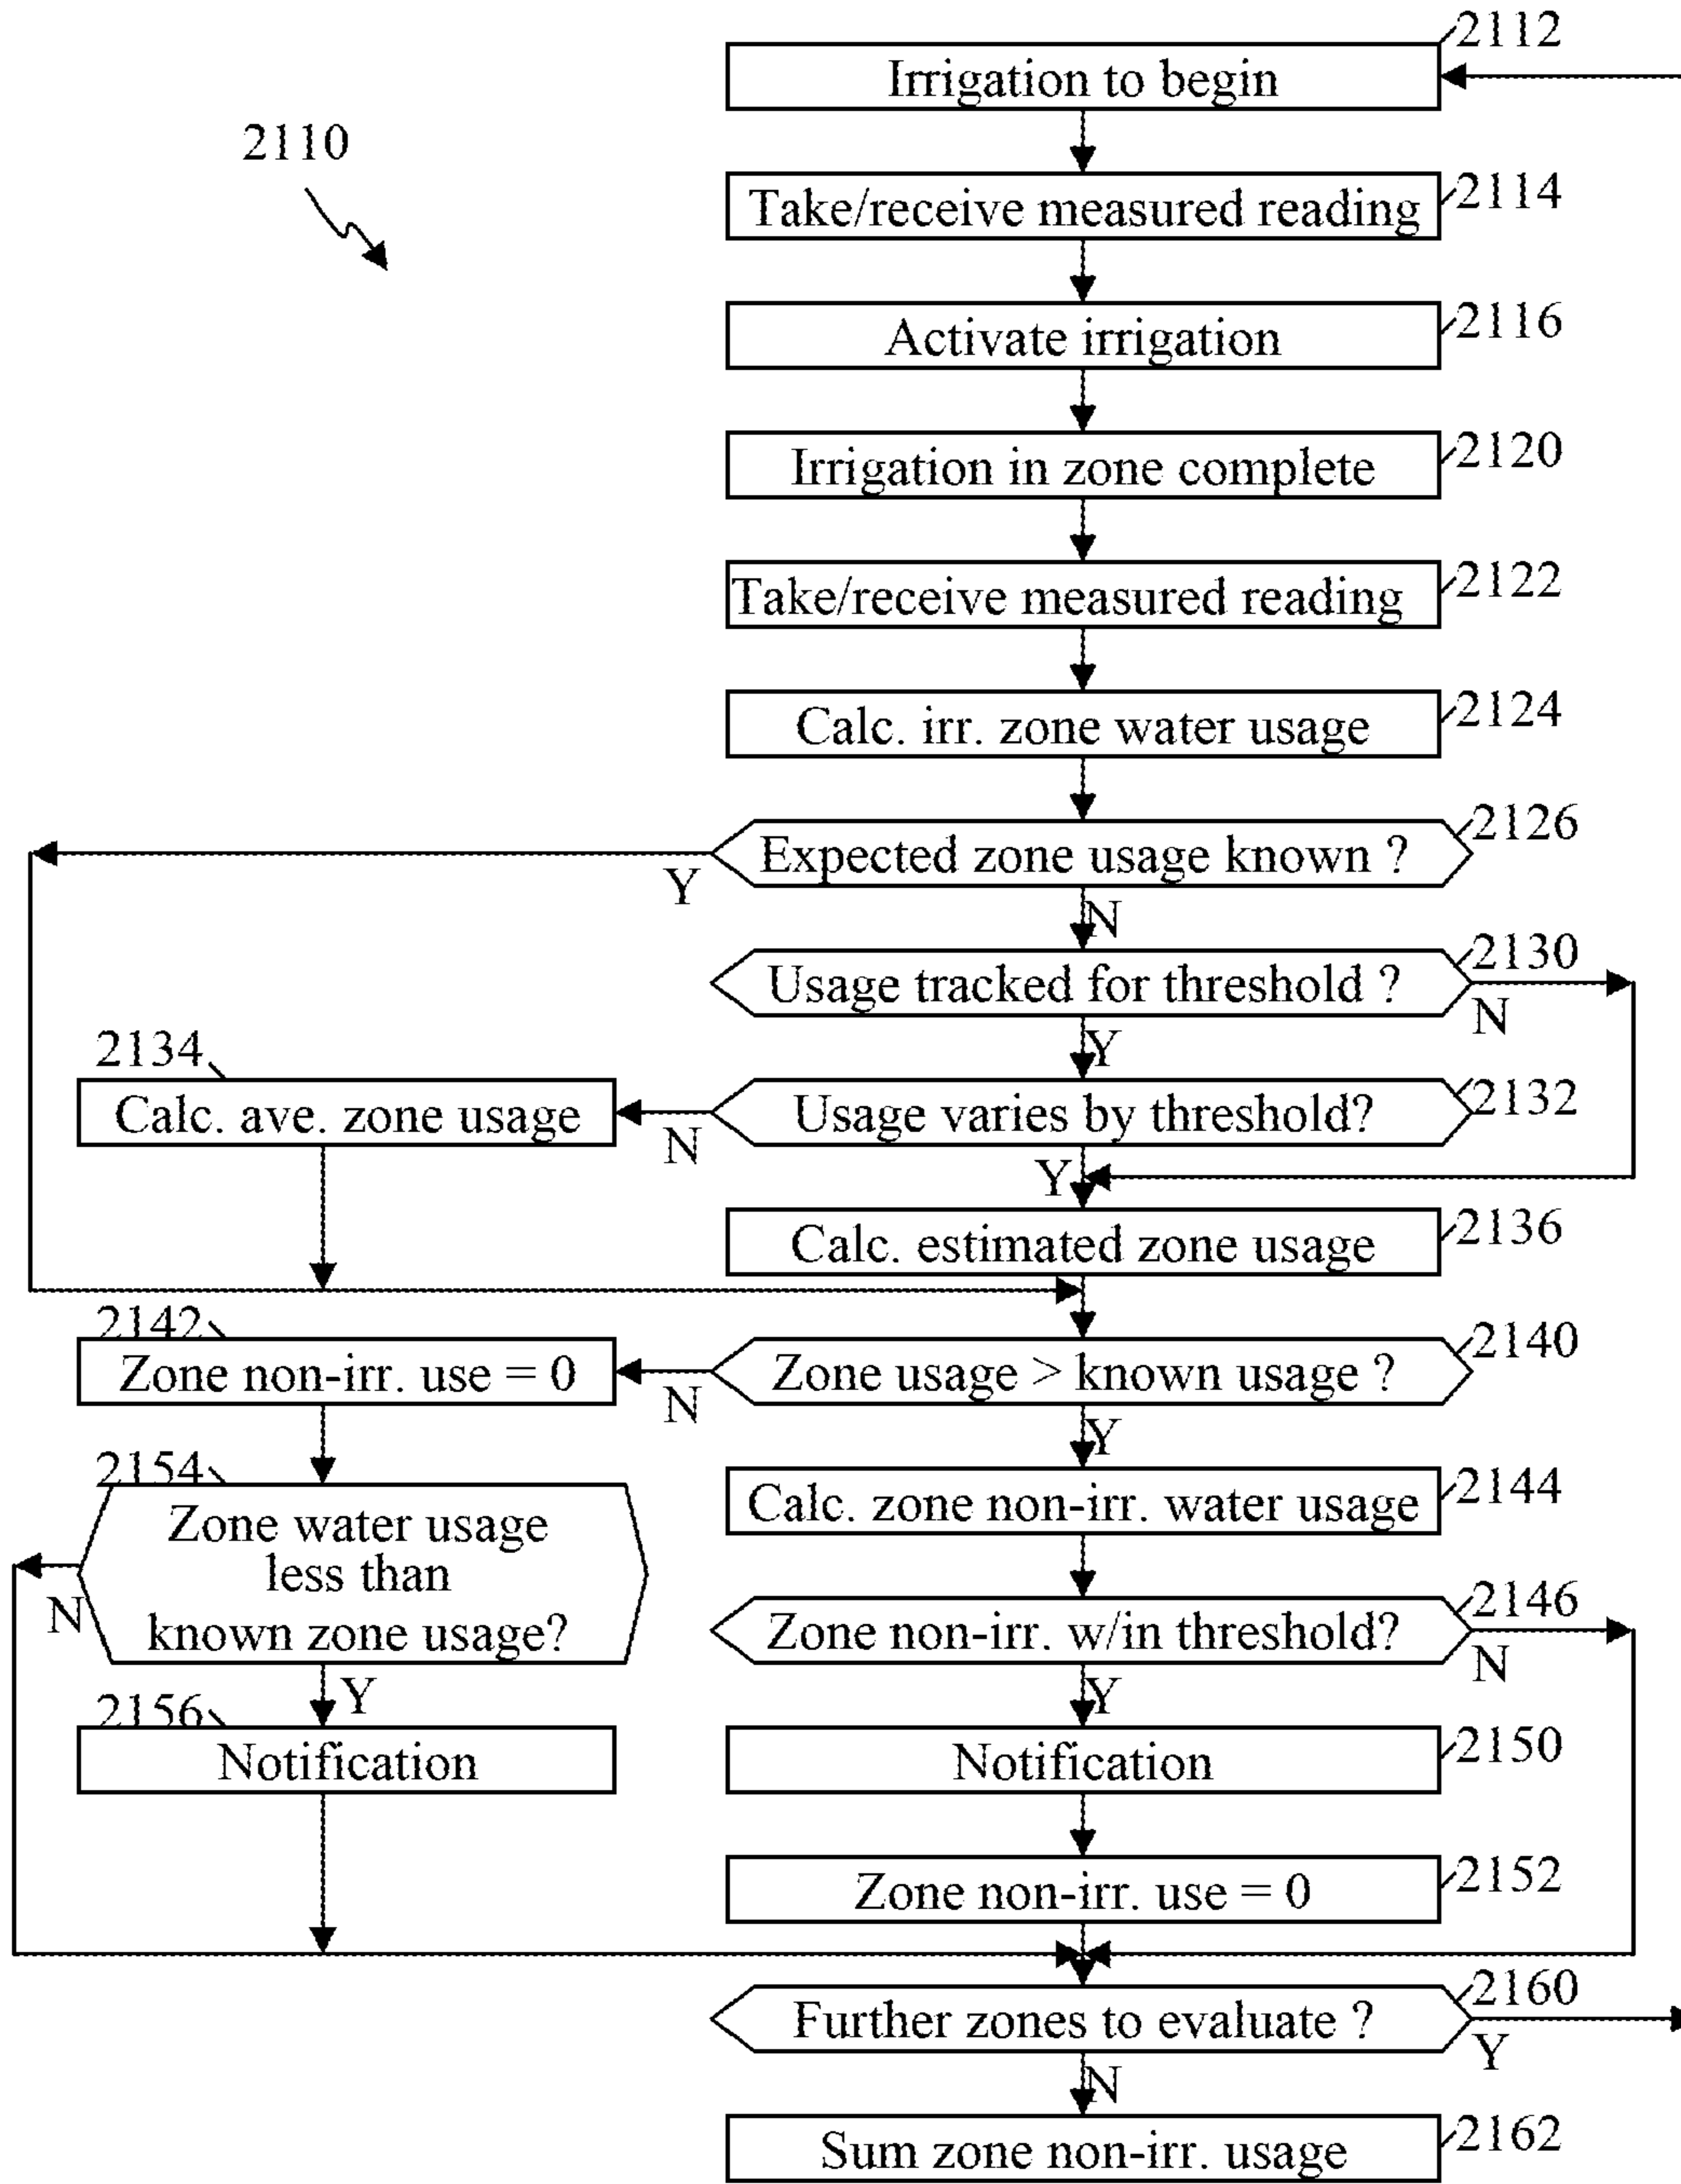 2112
Irrigation to begin
2110
2114
Take/receive measured reading
2116
Activate irrigation
2120
Irrigation in zone complete
2122
Take/receive measured reading
2124
Calc. irr. zone water usage
2126
Expected zone usage known ?
Y
N
2130
Usage tracked for threshold ?
N
Y
2134
Calc. ave. zone usage
2132
Usage varies by threshold?
N
Y
2136
Calc. estimated zone usage
2142
Zone non-irr. use = 0
2140
Zone usage > known usage ?
N
Y
2154
Zone water usage
less than
known zone usage?
N
Y
2144
Calc. zone non-irr. water usage
2146
Zone non-irr. w/in threshold?
N
Y
2156
Notification
2150
Notification
2152
Zone non-irr. use = 0
2160
Further zones to evaluate ?
Y
N
2162
Sum zone non-irr. usage